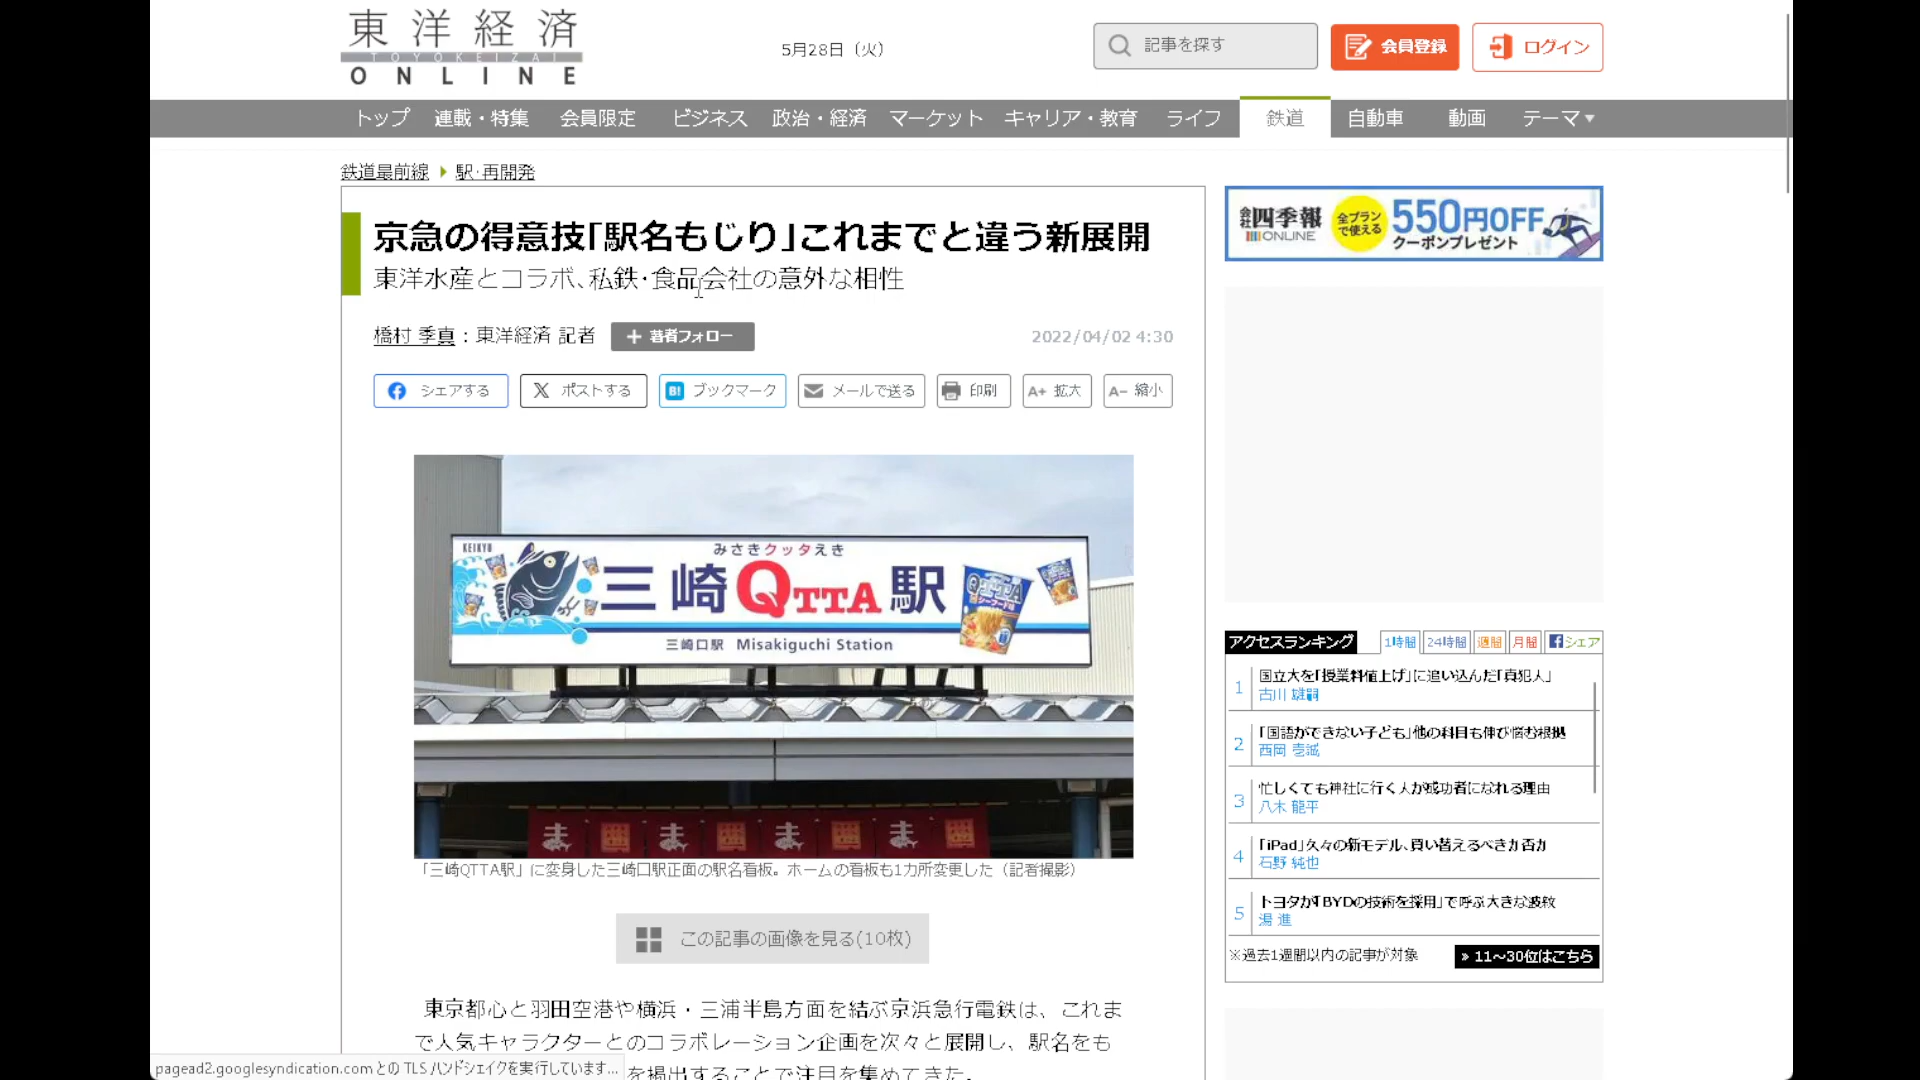 東洋経済
TOYOKEIZAI
ONLINE
5月28日（火）
記事を探す
会員登録
ログイン
トップ 連載・特集 会員限定 ビジネス 政治・経済 マーケット キャリア・教育 ライフ 鉄道 自動車 動画 テーマ▼
鉄道最前線 駅・再開発
京急の得意技｢駅名もじり｣これまでと違う新展開
東洋水産とコラボ､私鉄･食品会社の意外な相性
橋村 季真：東洋経済 記者
＋ 著者フォロー
2022/04/02 4:30
シェアする
ポストする
B! ブックマーク
メールで送る
印刷
A+ 拡大
A− 縮小
KEIKYU
みさきクッタえき
三崎QTTA駅
三崎口駅 Misakiguchi Station
QTTA
シーフード味
ま ま ま ま
「三崎QTTA駅」に変身した三崎口駅正面の駅名看板。ホームの看板も1カ所変更した（記者撮影）
この記事の画像を見る(10枚)
東京都心と羽田空港や横浜・三浦半島方面を結ぶ京浜急行電鉄は、これま
で人気キャラクターとのコラボレーション企画を次々と展開し、駅名をも
を掲出することで注目を集めてきた。
会社四季報
ONLINE
全プランで使える
550円OFF
クーポンプレゼント
アクセスランキング
1時間 24時間 週間 月間 シェア
1 国立大を｢授業料値上げ｣に追い込んだ｢真犯人｣
古川 雄嗣
2 ｢国語ができない子ども｣他の科目も伸び悩む根拠
西岡 壱誠
3 忙しくても神社に行く人が成功者になれる理由
八木 龍平
4 ｢iPad｣久々の新モデル､買い替えるべきか否か
石野 純也
5 トヨタが｢BYDの技術を採用｣で呼ぶ大きな波紋
湯 進
※過去1週間以内の記事が対象
» 11～30位はこちら
pagead2.googlesyndication.com との TLS ハンドシェイクを実行しています...